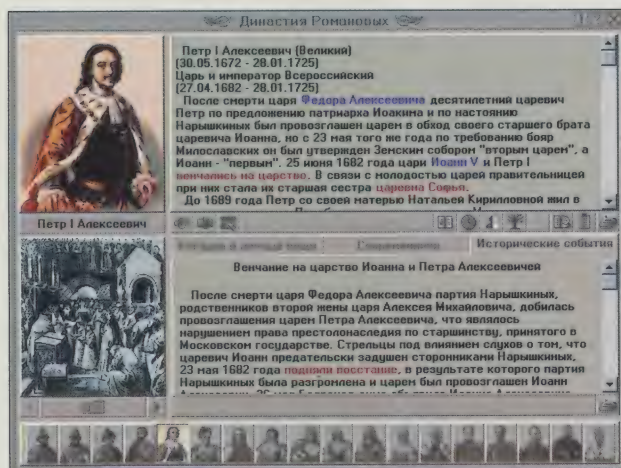 Династия Романовых
Петр I Алексеевич (Великий)
(30.05.1672 - 28.01.1725)
Царь и император Всероссийский
(27.04.1682 - 28.01.1725)
После смерти царя Федора Алексеевича десятилетний царевич
Петр по предложению патриарха Иоакима и по настоянию
Нарышкиных был провозглашен царем в обход своего старшего брата
царевича Иоанна, но с 23 мая того же года по требованию бояр
Милославских он был утвержден Земским собором "вторым царем", а
Иоанн - "первым". 25 июня 1682 года цари Иоанн V и Петр I
венчались на царство. В связи с молодостью царей правительницей
при них стала их старшая сестра царевна Софья.
До 1689 года Петр со своей матерью Натальей Кирилловной жил в
Петр I Алексеевич
Современники
Исторические события
Венчание на царство Иоанна и Петра Алексеевичей
После смерти царя Федора Алексеевича партия Нарышкиных,
родственников второй жены царя Алексея Михайловича, добилась
провозглашения царем Петра Алексеевича, что являлось
нарушением права престолонаследия по старшинству, принятого в
Московском государстве. Стрельцы под влиянием слухов о том, что
царевич Иоанн предательски задушен сторонниками Нарышкиных,
23 мая 1682 года подняли восстание, в результате которого партия
Нарышкиных была разгромлена и царем был провозглашен Иоанн